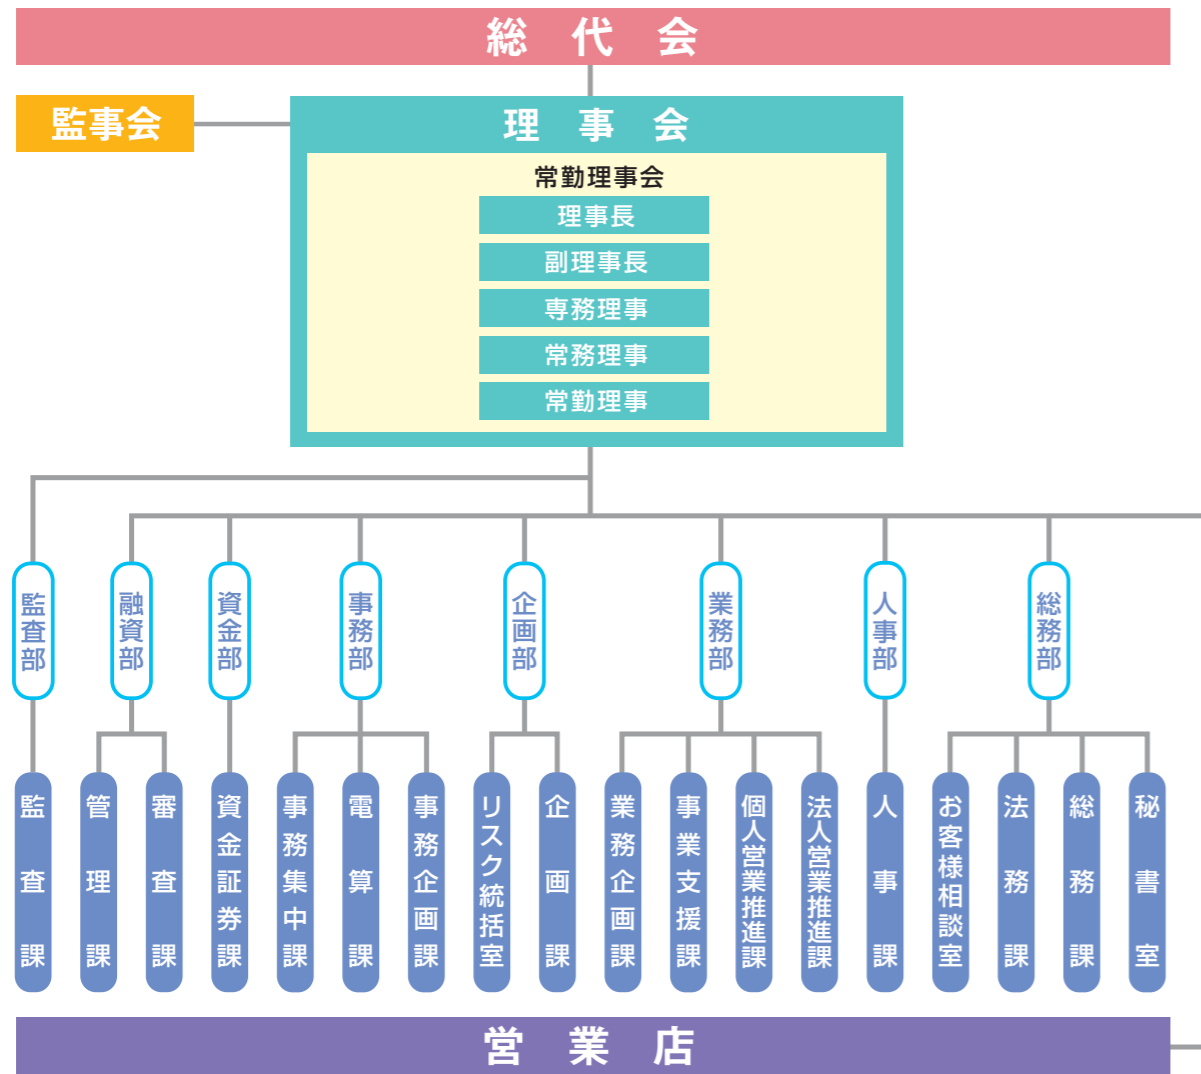 総代会
監事会
理事会
常勤理事会
理事長
副理事長
専務理事
常務理事
常勤理事
監査部
融資部
資金部
事務部
企画部
業務部
人事部
総務部
監査課
管理課
審査課
資金証券課
事務集中課
電算課
事務企画課
リスク統括室
企画課
業務企画課
事業支援課
個人営業推進課
法人営業推進課
人事課
お客様相談室
法務課
総務課
秘書室
営業店